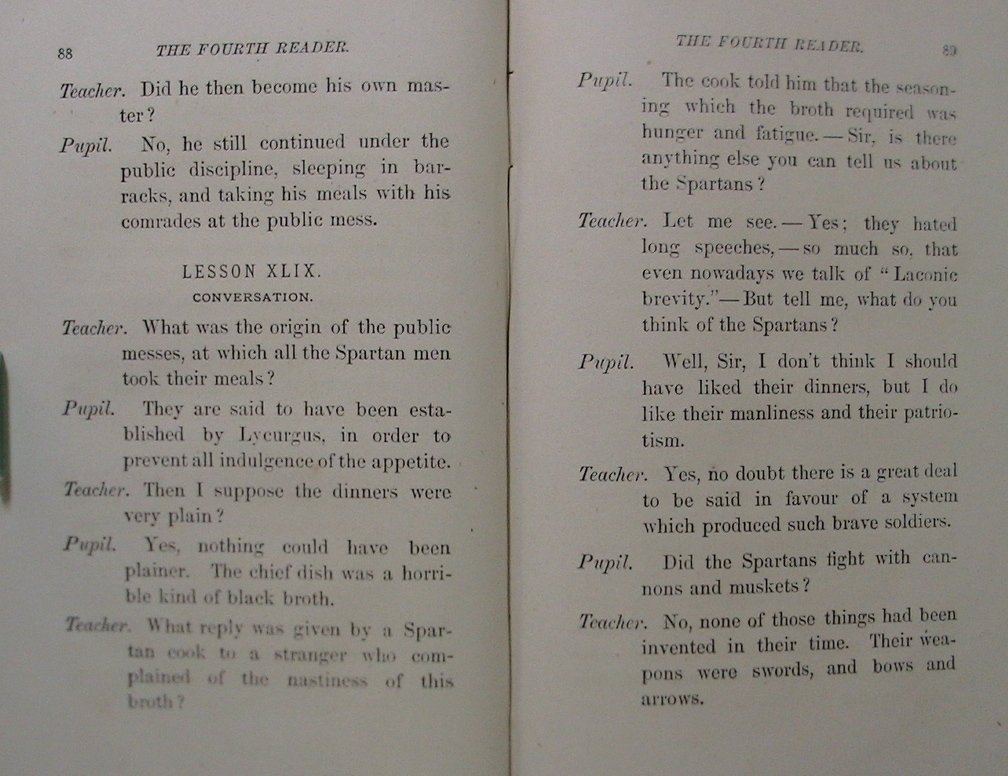 88 THE FOURTH READER.
Teacher. Did he then become his own mas-
ter?
Pupil. No, he still continued under the
public discipline, sleeping in bar-
racks, and taking his meals with his
comrades at the public mess.
LESSON XLIX.
CONVERSATION.
Teacher. What was the origin of the public
messes, at which all the Spartan men
took their meals?
Pupil. They are said to have been esta-
blished by Lycurgus, in order to
prevent all indulgence of the appetite.
Teacher. Then I suppose the dinners were
very plain?
Pupil. Yes, nothing could have been
plainer. The chief dish was a horri-
ble kind of black broth.
Teacher. What reply was given by a Spar-
tan cook to a stranger who com-
plained of the nastiness of this
broth?
THE FOURTH READER. 89
Pupil. The cook told him that the season-
ing which the broth required was
hunger and fatigue.—Sir, is there
anything else you can tell us about
the Spartans?
Teacher. Let me see.—Yes; they hated
long speeches,—so much so, that
even nowadays we talk of "Laconic
brevity."—But tell me, what do you
think of the Spartans?
Pupil. Well, Sir, I don't think I should
have liked their dinners, but I do
like their manliness and their patrio-
tism.
Teacher. Yes, no doubt there is a great deal
to be said in favour of a system
which produced such brave soldiers.
Pupil. Did the Spartans fight with can-
nons and muskets?
Teacher. No, none of those things had been
invented in their time. Their wea-
pons were swords, and bows and
arrows.